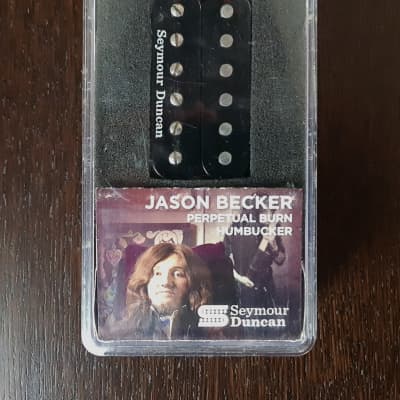 Seymour Duncan
JASON BECKER
PERPETUAL BURN
HUMBUCKER
Seymour
Duncan